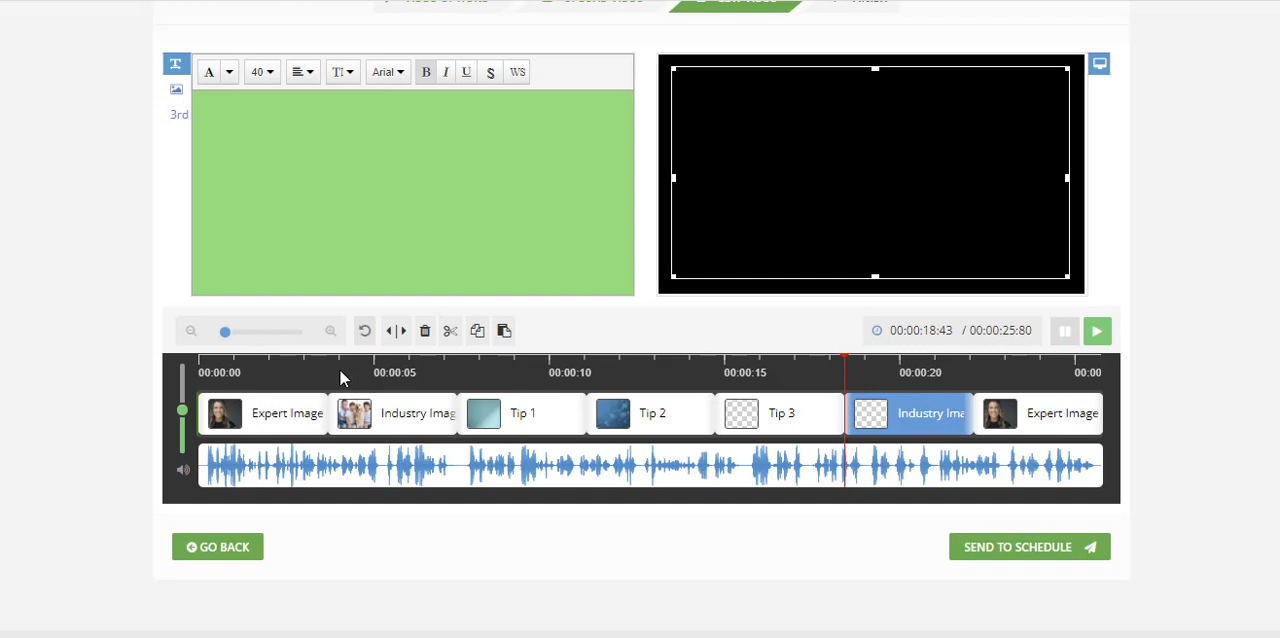 A 40 T! Arial B I U S WS
3rd
00:00:18:43 / 00:00:25:80
00:00:00 00:00:05 00:00:10 00:00:15 00:00:20 00:00
Expert Image Industry Imag Tip 1 Tip 2 Tip 3 Industry Ima Expert Image
GO BACK SEND TO SCHEDULE